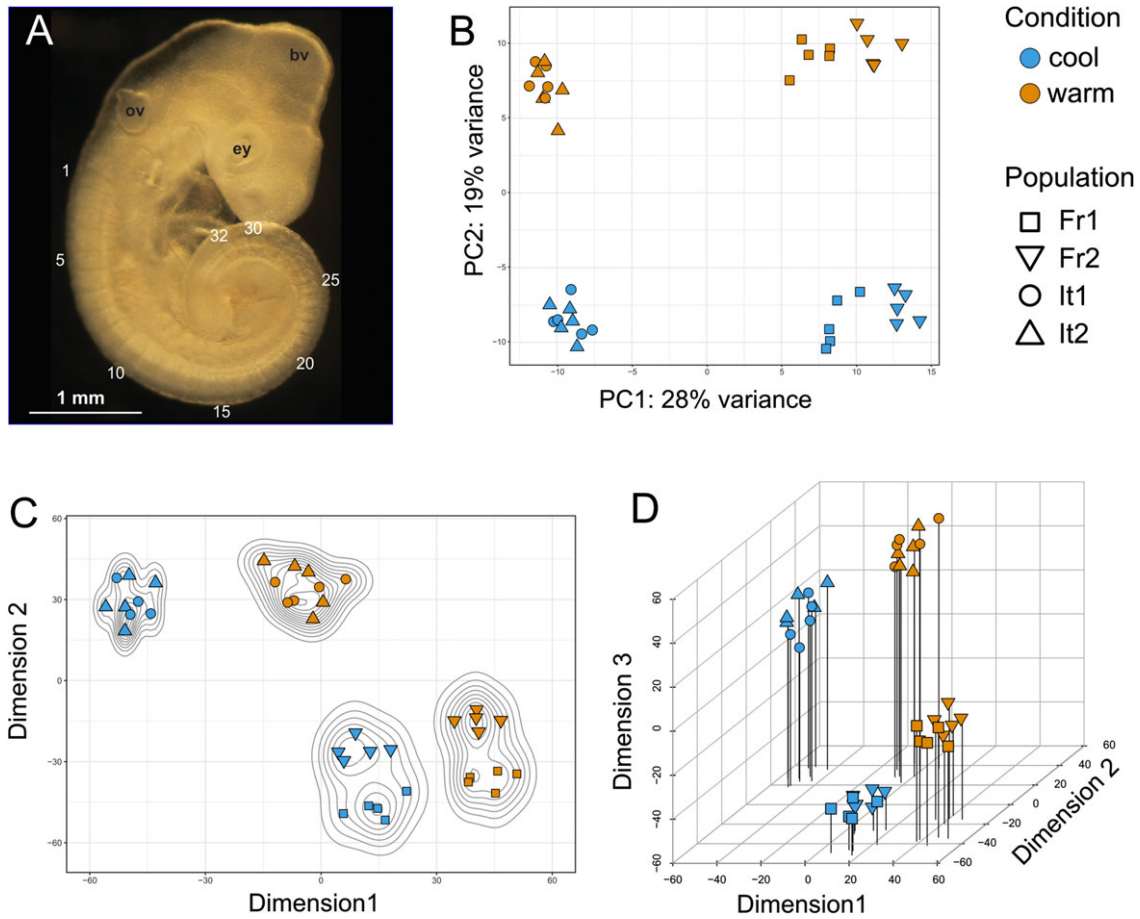 A
bv
ov
ey
1
32
30
5
25
20
10
15
1 mm
B
PC2: 19% variance
10
5
0
−5
−10
−10
−5
0
5
10
15
PC1: 28% variance
Condition
cool
warm
Population
Fr1
Fr2
It1
It2
C
Dimension 2
60
30
0
−30
−60
−60
−30
0
30
60
Dimension1
D
Dimension 3
60
40
20
0
−20
−40
−60
−60
−40
−20
0
20
40
60
Dimension1
−60
−40
−20
0
20
40
60
Dimension 2